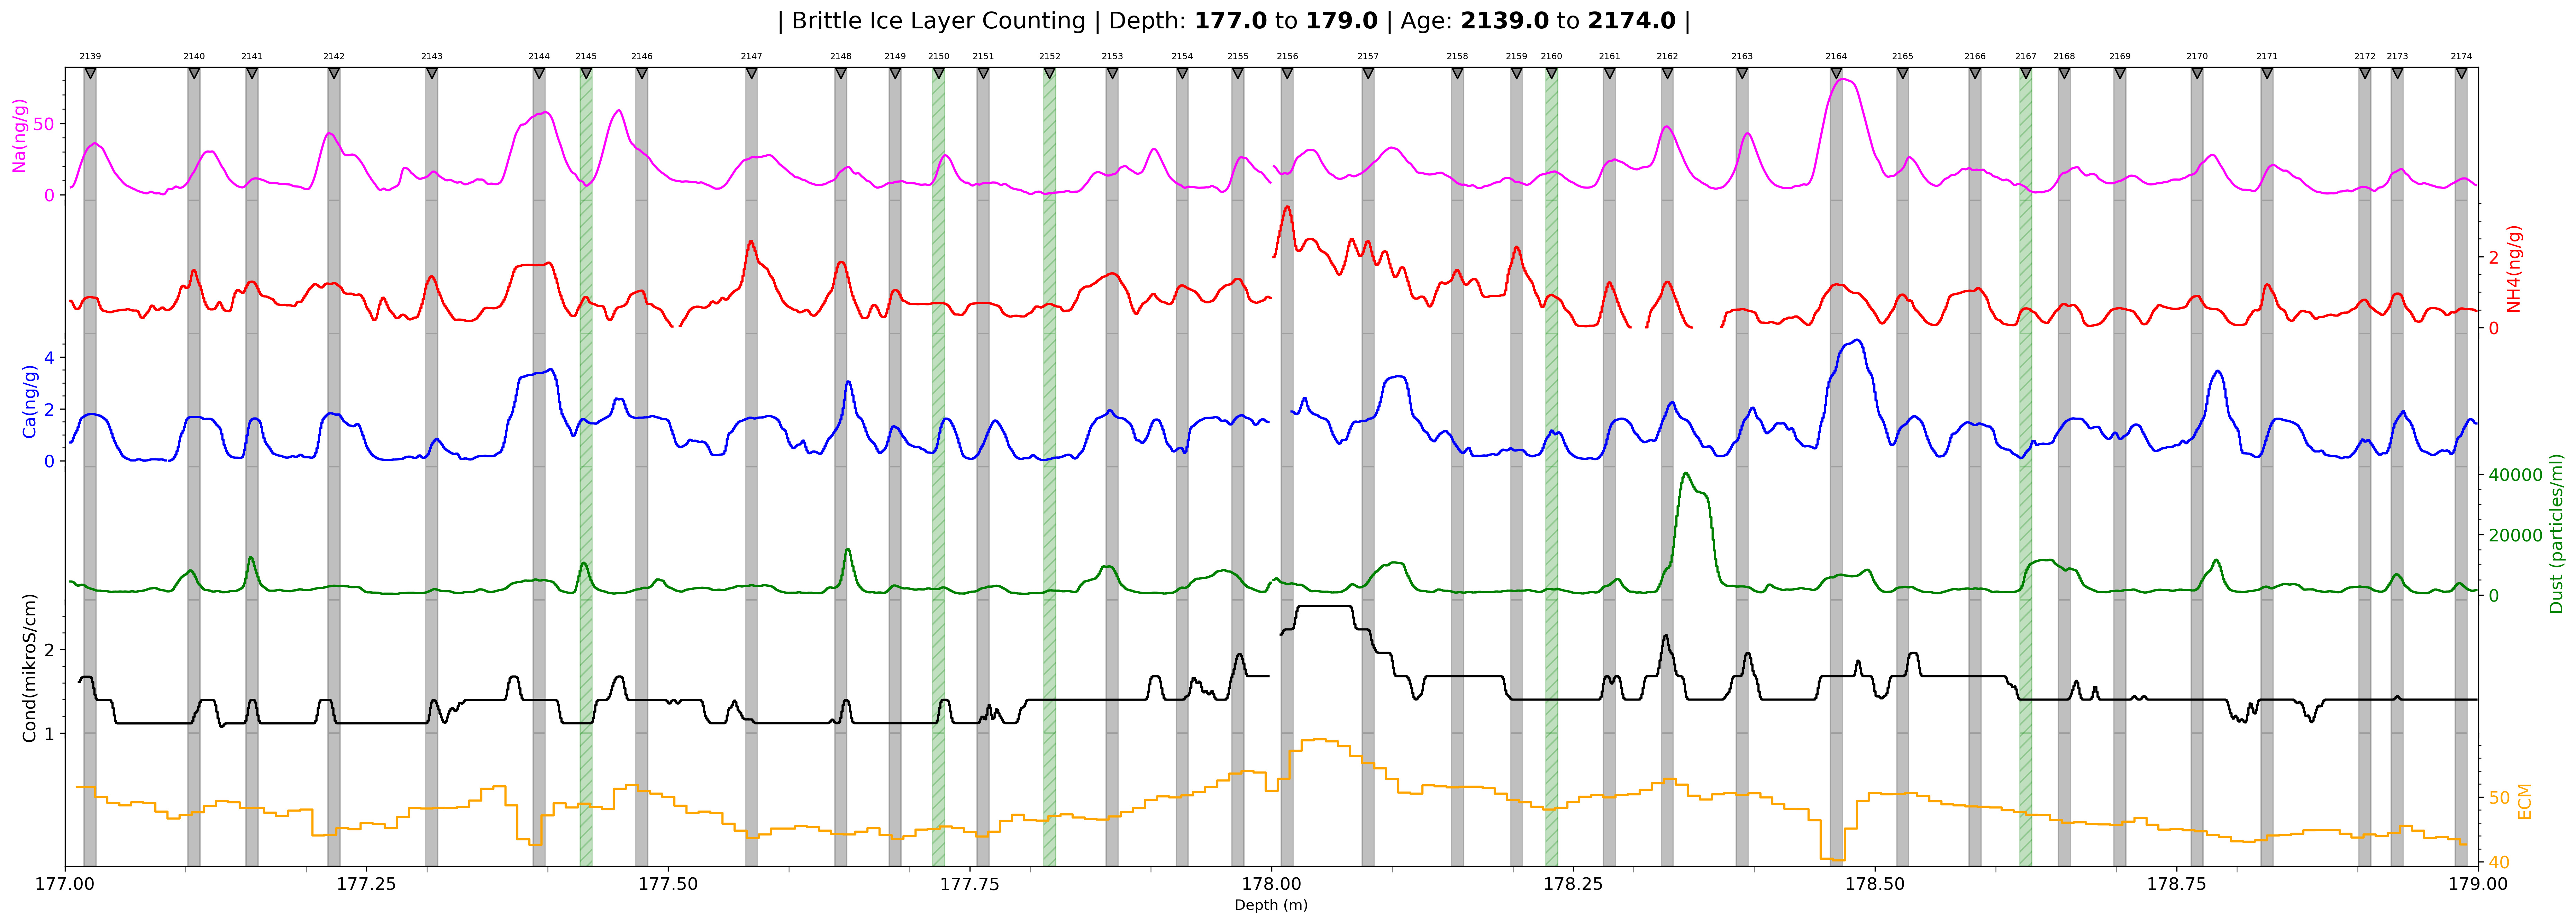 | Brittle Ice Layer Counting | Depth: 177.0 to 179.0 | Age: 2139.0 to 2174.0 |
2139 2140 2141 2142 2143 2144 2145 2146 2147 2148 2149 2150 2151 2152 2153 2154 2155 2156 2157 2158 2159 2160 2161 2162 2163 2164 2165 2166 2167 2168 2169 2170 2171 2172 2173 2174
Na(ng/g)
50
0
NH4(ng/g)
2
0
Ca(ng/g)
4
2
0
Dust (particles/ml)
40000
20000
0
Cond(mikroS/cm)
2
1
ECM
50
40
177.00 177.25 177.50 177.75 178.00 178.25 178.50 178.75 179.00
Depth (m)